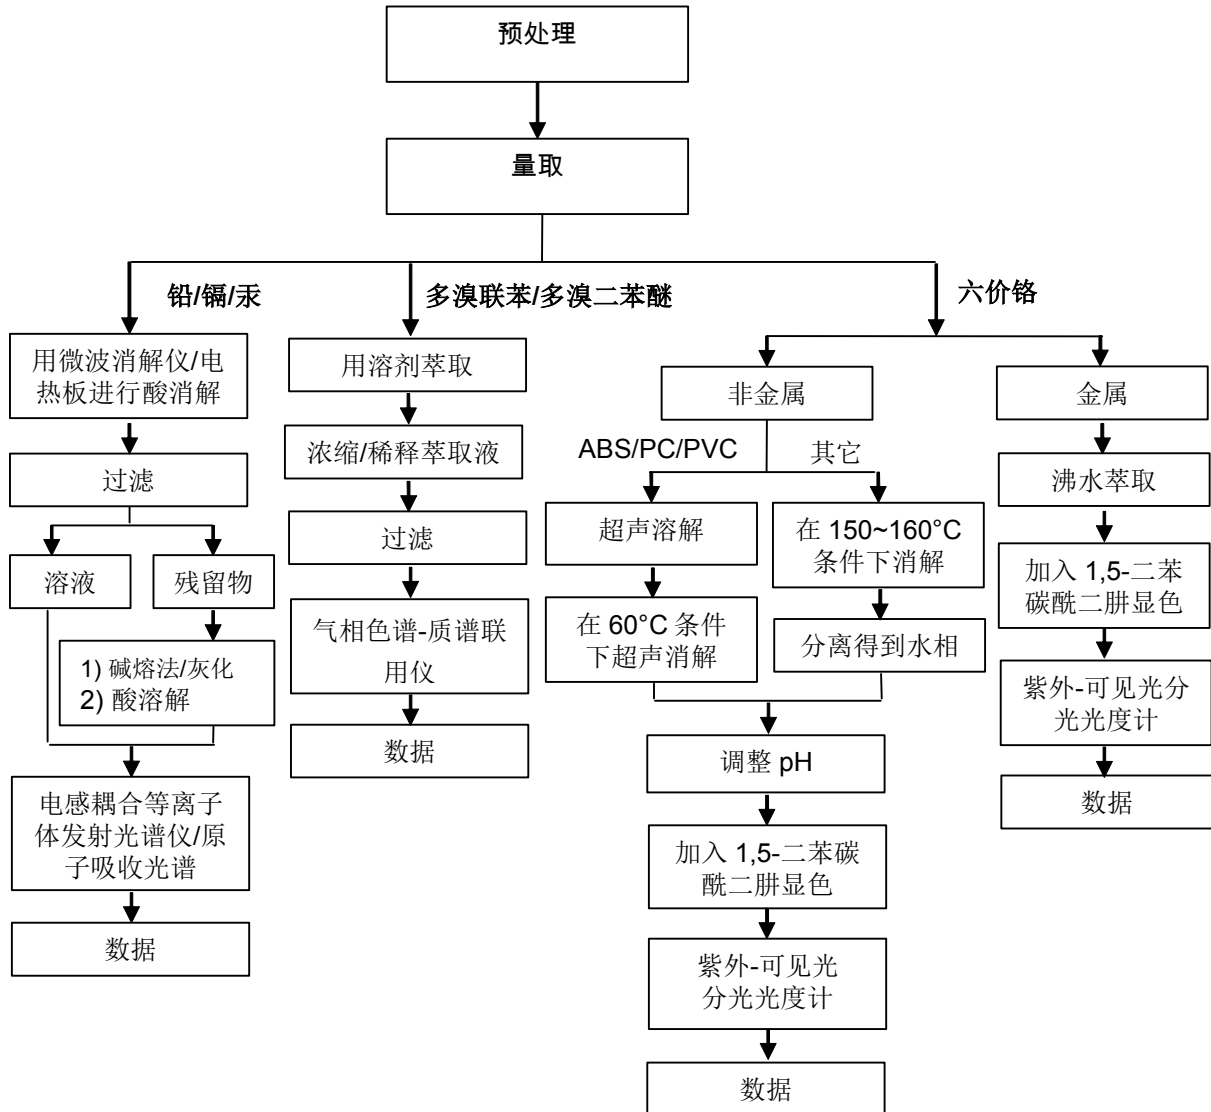 预处理
量取
铅/镉/汞
多溴联苯/多溴二苯醚
六价铬
用微波消解仪/电
热板进行酸消解
过滤
溶液
残留物
1) 碱熔法/灰化
2) 酸溶解
电感耦合等离子
体发射光谱仪/原
子吸收光谱
数据
用溶剂萃取
浓缩/稀释萃取液
过滤
气相色谱-质谱联
用仪
数据
非金属
ABS/PC/PVC
其它
超声溶解
在 60°C 条件
下超声消解
在 150~160°C
条件下消解
分离得到水相
调整 pH
加入 1,5-二苯碳
酰二肼显色
紫外-可见光
分光光度计
数据
金属
沸水萃取
加入 1,5-二苯
碳酰二肼显色
紫外-可见光分
光光度计
数据